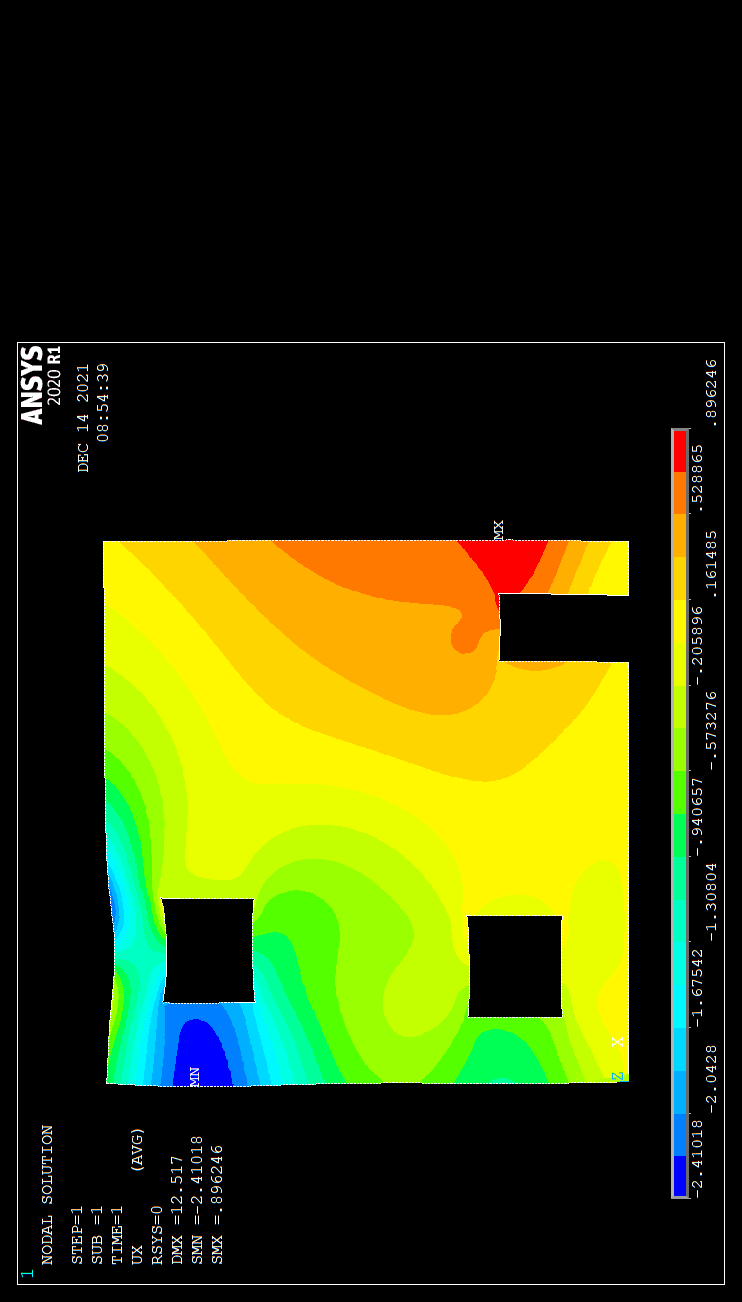 1
NODAL SOLUTION
STEP=1
SUB =1
TIME=1
UX (AVG)
RSYS=0
DMX =12.517
SMN =-2.41018
SMX =.896246
ANSYS
2020 R1
DEC 14 2021
08:54:39
MN
MX
Z X
-2.41018
-2.0428
-1.67542
-1.30804
-.940657
-.573276
-.205896
.161485
.528865
.896246